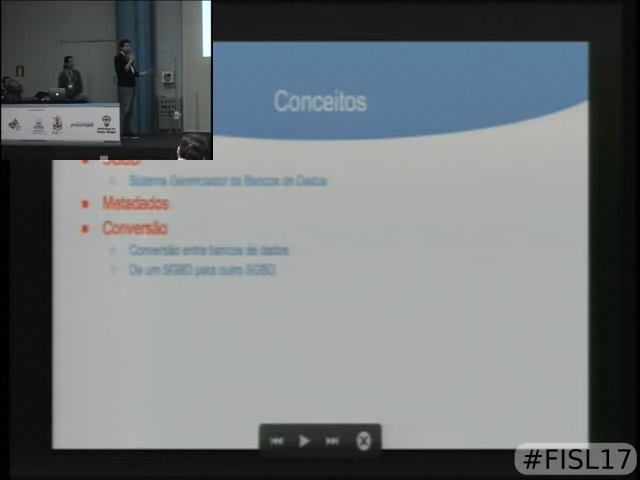 Conceitos
SGBD
Sistema Gerenciador de Bancos de Dados
Metadados
Conversão
Conversão entre bancos de dados
De um SGBD para outro SGBD
#FISL17